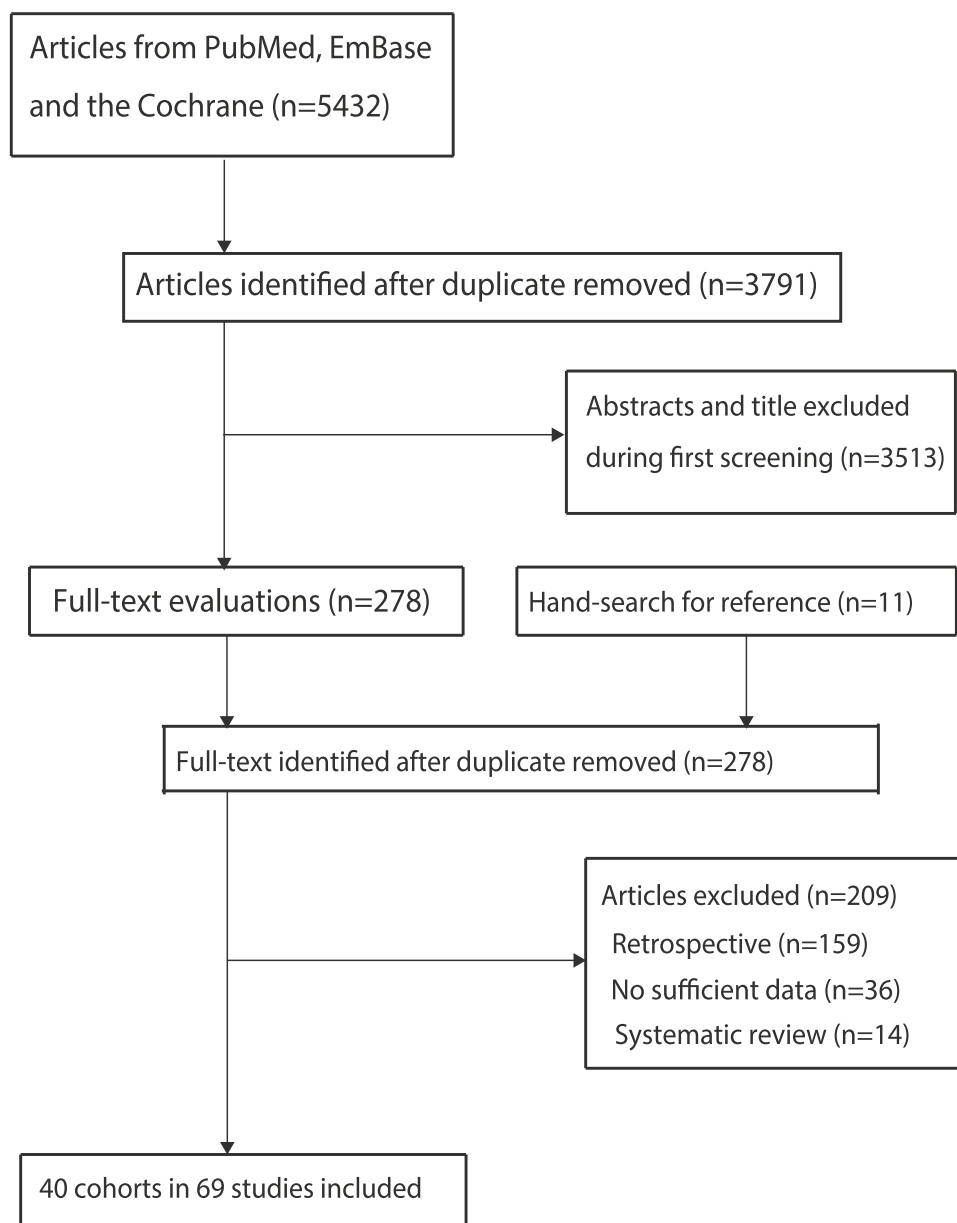 Articles from PubMed, EmBase
and the Cochrane (n=5432)
Articles identified after duplicate removed (n=3791)
Abstracts and title excluded
during first screening (n=3513)
Full-text evaluations (n=278)
Hand-search for reference (n=11)
Full-text identified after duplicate removed (n=278)
Articles excluded (n=209)
Retrospective (n=159)
No sufficient data (n=36)
Systematic review (n=14)
40 cohorts in 69 studies included